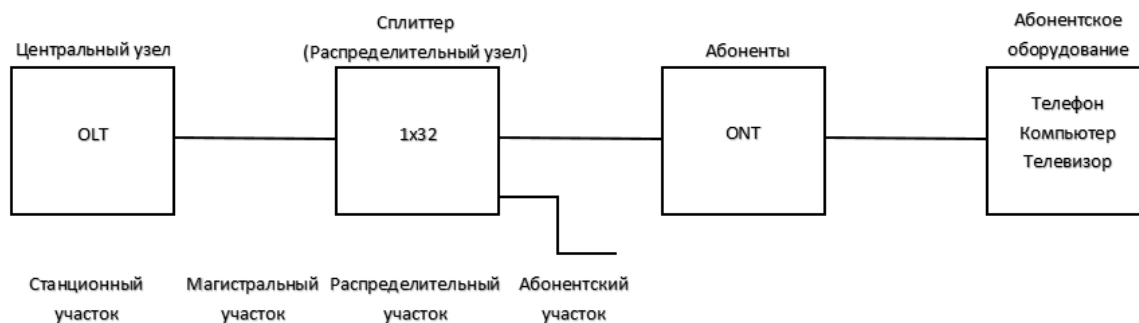 Центральный узел
OLT
Сплиттер
(Распределительный узел)
1x32
Абоненты
ONT
Абонентское
оборудование
Телефон
Компьютер
Телевизор
Станционный
участок
Магистральный
участок
Распределительный
участок
Абонентский
участок